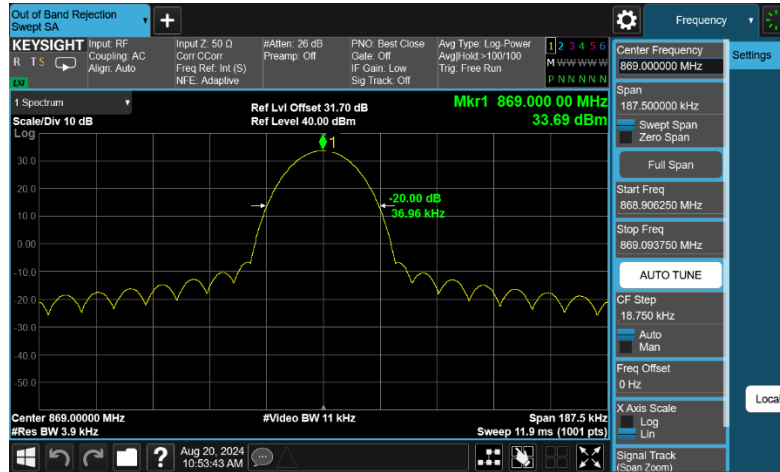 Out of Band Rejection
Swept SA
Frequency
KEYSIGHT
R T S
LXI
Input: RF
Coupling: AC
Align: Auto
Input Z: 50 Ω
Corr CCorr
Freq Ref: Int (S)
NFE: Adaptive
#Atten: 26 dB
Preamp: Off
PNO: Best Close
Gate: Off
IF Gain: Low
Sig Track: Off
Avg Type: Log-Power
Avg|Hold:>100/100
Trig: Free Run
1 2 3 4 5 6
M W W W W W
P N N N N N
1 Spectrum
Scale/Div 10 dB
Ref Lvl Offset 31.70 dB
Ref Level 40.00 dBm
Mkr1 869.000 00 MHz
33.69 dBm
Log
1
30.0
20.0
10.0
0.00
-10.0
-20.0
-30.0
-40.0
-50.0
-20.00 dB
36.96 kHz
Center 869.00000 MHz
#Res BW 3.9 kHz
#Video BW 11 kHz
Span 187.5 kHz
Sweep 11.9 ms (1001 pts)
Center Frequency
869.000000 MHz
Span
187.500000 kHz
Swept Span
Zero Span
Full Span
Start Freq
868.906250 MHz
Stop Freq
869.093750 MHz
AUTO TUNE
CF Step
18.750 kHz
Auto
Man
Freq Offset
0 Hz
X Axis Scale
Log
Lin
Signal Track
(Span Zoom)
Settings
Local
?
Aug 20, 2024
10:53:43 AM